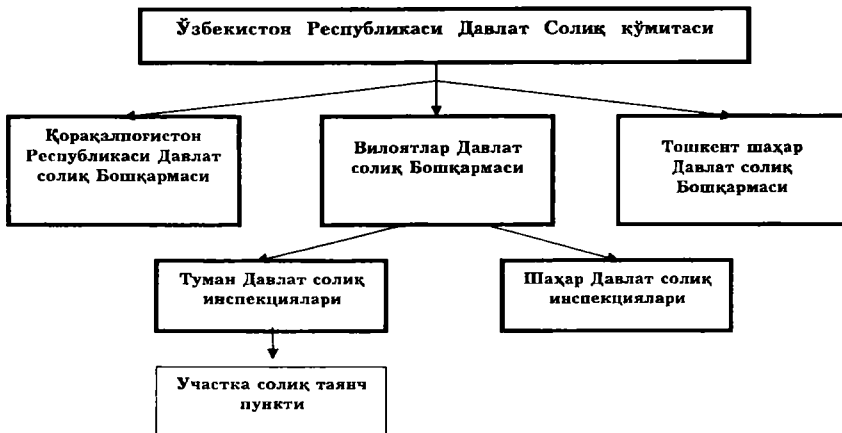 Ўзбекистон Республикаси Давлат Солиқ қўмитаси
Қорақалпоғистон
Республикаси Давлат
солиқ Бошқармаси
Вилоятлар Давлат
солиқ Бошқармаси
Тошкент шаҳар
Давлат солиқ
Бошқармаси
Туман Давлат солиқ
инспекциялари
Шаҳар Давлат солиқ
инспекциялари
Участка солиқ таянч
пункти